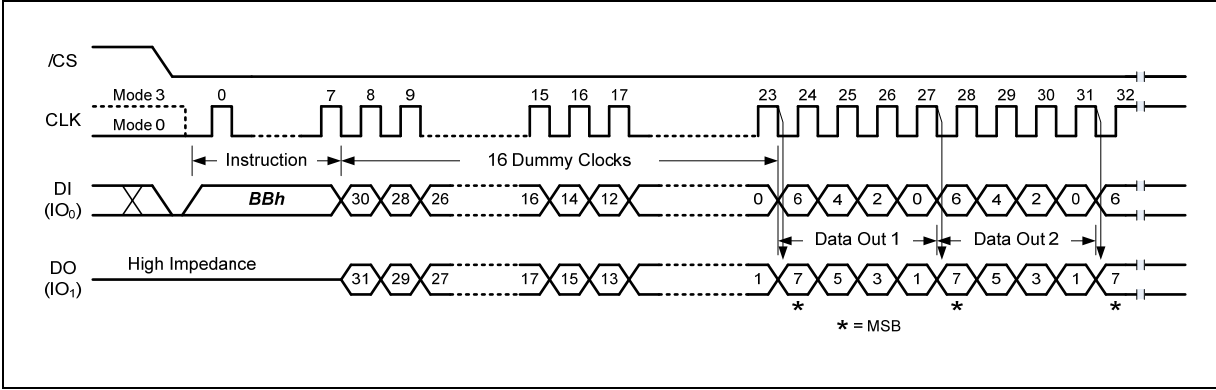 /CS
Mode 3 0 7 8 9 15 16 17 23 24 25 26 27 28 29 30 31 32
CLK
Mode 0
Instruction 16 Dummy Clocks
DI (IO0) BBh 30 28 26 16 14 12 0 6 4 2 0 6 4 2 0 6
Data Out 1 Data Out 2
High Impedance
DO (IO1) 31 29 27 17 15 13 1 7 5 3 1 7 5 3 1 7
* * *
* = MSB